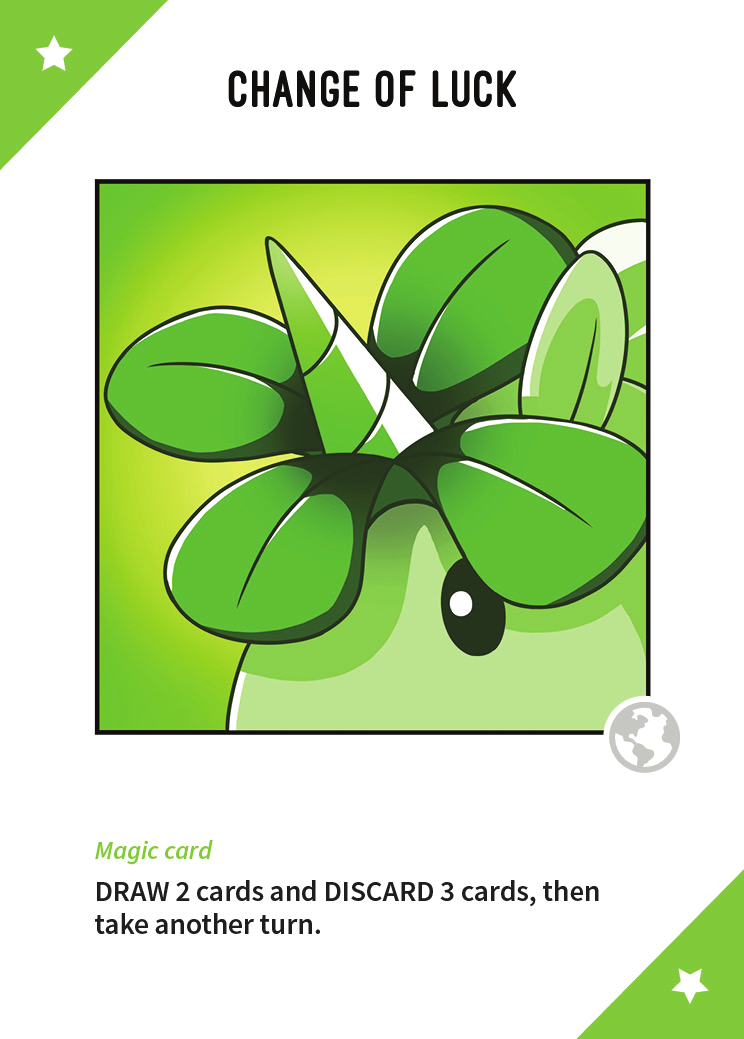 CHANGE OF LUCK
Magic card
DRAW 2 cards and DISCARD 3 cards, then
take another turn.